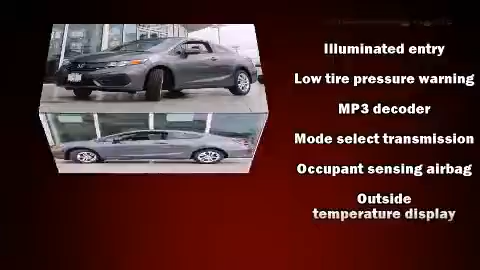 Illuminated entry
Low tire pressure warning
MP3 decoder
Mode select transmission
Occupant sensing airbag
Outside
temperature display